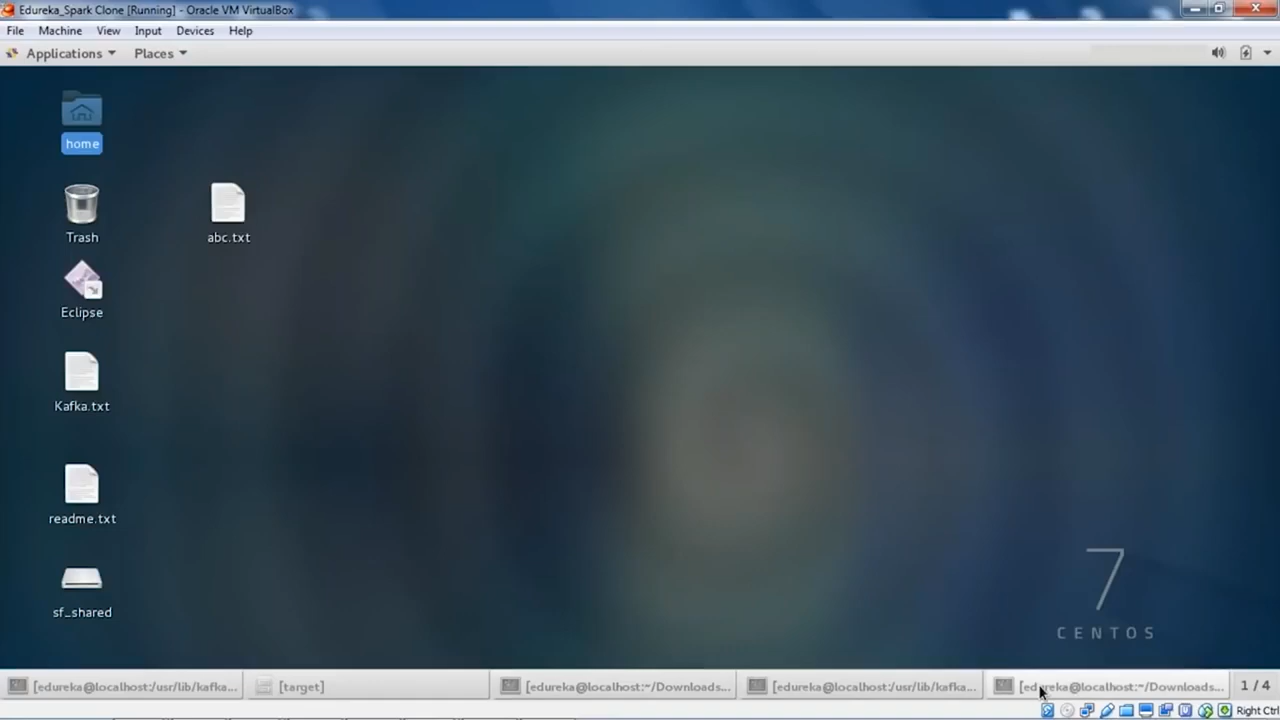 Edureka_Spark Clone [Running] - Oracle VM VirtualBox
File Machine View Input Devices Help
Applications Places
home
Trash
abc.txt
Eclipse
Kafka.txt
readme.txt
sf_shared
7
CENTOS
[edureka@localhost:/usr/lib/kafka... [target] [edureka@localhost:~/Downloads... [edureka@localhost:/usr/lib/kafka... [edureka@localhost:~/Downloads... 1 / 4
Right Ctrl